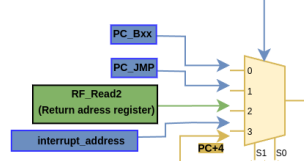 PC_Bxx
PC_JMP
0
1
RF_Read2
(Return adress register)
2
interrupt_address
3
PC+4
S1 S0